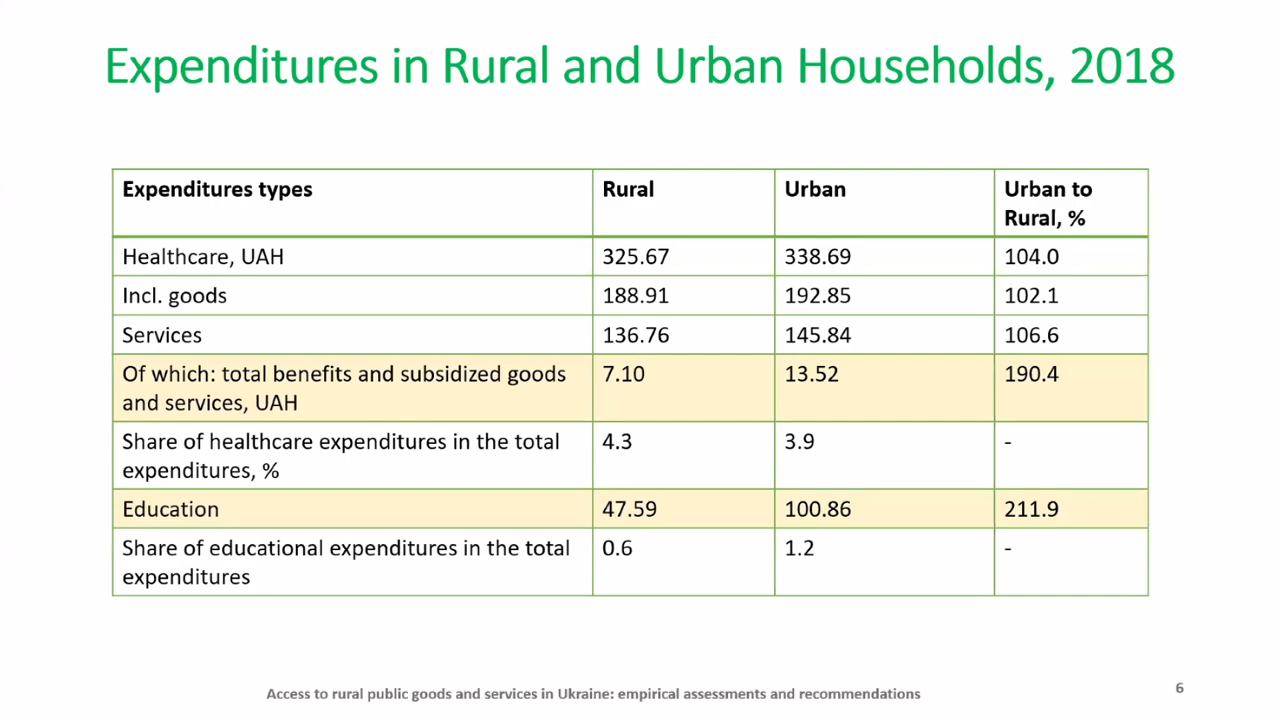 Expenditures in Rural and Urban Households, 2018
Expenditures types Rural Urban Urban to
Rural, %
Healthcare, UAH 325.67 338.69 104.0
Incl. goods 188.91 192.85 102.1
Services 136.76 145.84 106.6
Of which: total benefits and subsidized goods 7.10 13.52 190.4
and services, UAH
Share of healthcare expenditures in the total 4.3 3.9 -
expenditures, %
Education 47.59 100.86 211.9
Share of educational expenditures in the total 0.6 1.2 -
expenditures
Access to rural public goods and services in Ukraine: empirical assessments and recommendations
6